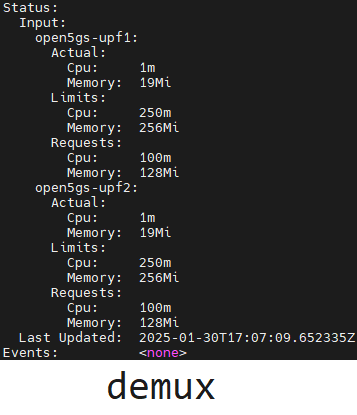 Status:
  Input:
    open5gs-upf1:
      Actual:
        Cpu:     1m
        Memory:  19Mi
      Limits:
        Cpu:     250m
        Memory:  256Mi
      Requests:
        Cpu:     100m
        Memory:  128Mi
    open5gs-upf2:
      Actual:
        Cpu:     1m
        Memory:  19Mi
      Limits:
        Cpu:     250m
        Memory:  256Mi
      Requests:
        Cpu:     100m
        Memory:  128Mi
  Last Updated:  2025-01-30T17:07:09.652335Z
Events:          <none>
demux